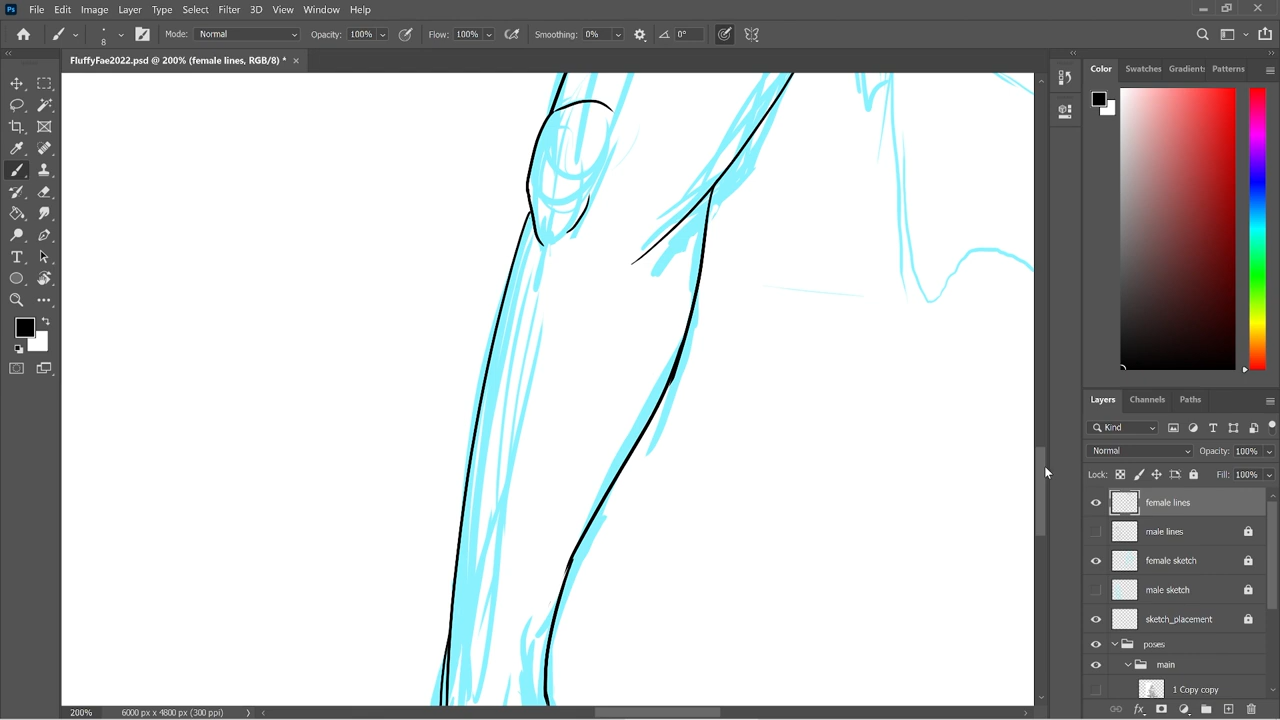 Ps File Edit Image Layer Type Select Filter 3D View Window Help
8 Mode: Normal Opacity: 100% Flow: 100% Smoothing: 0% 0°
FluffyFae2022.psd @ 200% (female lines, RGB/8) * ×
Color Swatches Gradient: Patterns
Layers Channels Paths
Kind
Normal Opacity: 100%
Lock: Fill: 100%
female lines
male lines
female sketch
male sketch
sketch_placement
poses
main
1 Copy copy
200% 6000 px x 4800 px (300 ppi)